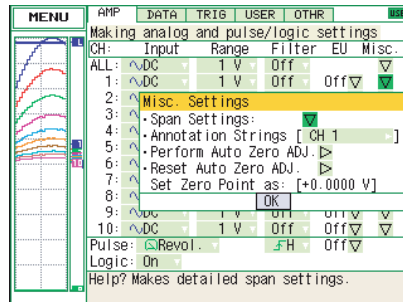 MENU AMP DATA TRIG USER OTHR USE
Making analog and pulse/logic settings
CH: Input Range Filter EU Misc.
ALL: DC 1 V Off
1: DC 1 V Off Off
2:
Misc. Settings
3:
・Span Settings:
4:
・Annotation Strings [ CH 1 ]
5:
・Perform Auto Zero ADJ.
6:
・Reset Auto Zero ADJ.
7:
Set Zero Point as: [+0.0000 V]
8:
OK
9: DC 1 V Off Off
10: DC 1 V Off Off
Pulse: Revol. H Off
Logic: On
Help? Makes detailed span settings.